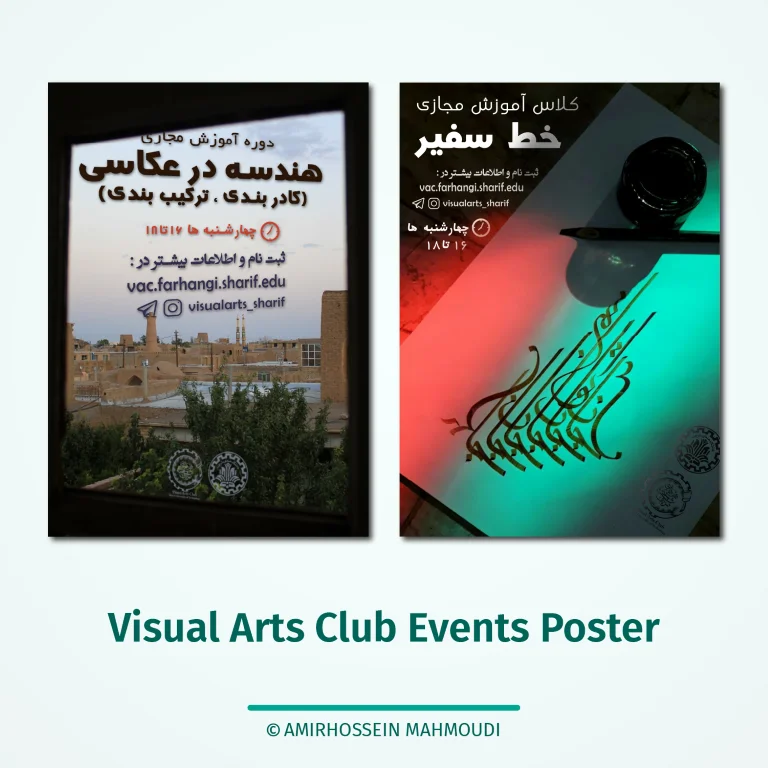 دوره آموزش مجازی
هندسه در عکاسی
(کادر بندی ، ترکیب بندی)
چهارشنبه ها ۱۶ تا ۱۸
ثبت نام و اطلاعات بیشتر در :
vac.farhangi.sharif.edu
visualarts_sharif
کلاس آموزش مجازی
خط سفیر
ثبت نام و اطلاعات بیشتر در :
vac.farhangi.sharif.edu
visualarts_sharif
چهارشنبه ها
۱۶ تا ۱۸
Visual Arts Club Events Poster
© AMIRHOSSEIN MAHMOUDI